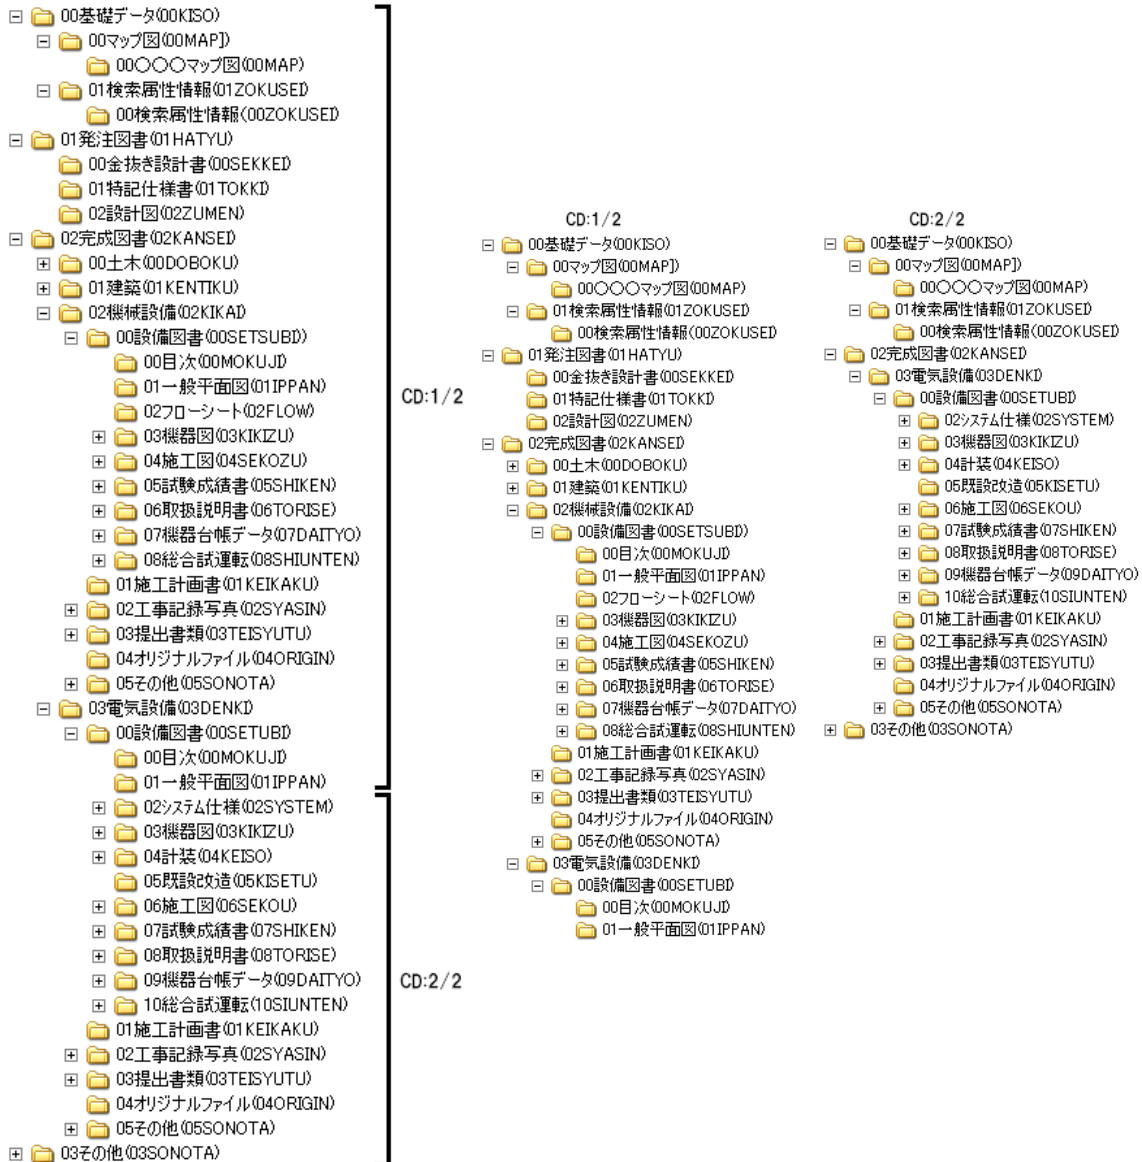 00基礎データ(00KISO)
00マップ図(00MAP])
00〇〇〇マップ図(00MAP)
01検索属性情報(01ZOKUSEI)
00検索属性情報(00ZOKUSEI)
01発注図書(01HATYU)
00金抜き設計書(00SEKKEI)
01特記仕様書(01TOKKI)
02設計図(02ZUMEN)
02完成図書(02KANSEI)
00土木(00DOBOKU)
01建築(01KENTIKU)
02機械設備(02KIKAI)
00設備図書(00SETSUBI))
00目次(00MOKUJI)
01一般平面図(01IPPAN)
02フローシート(02FLOW)
03機器図(03KIKIZU)
04施工図(04SEKOZU)
05試験成績書(05SHIKEN)
06取扱説明書(06TORISE)
07機器台帳データ(07DAITYO)
08総合試運転(08SHIUNTEN)
01施工計画書(01KEIKAKU)
02工事記録写真(02SYASIN)
03提出書類(03TEISYUTU)
04オリジナルファイル(04ORIGIN)
05その他(05SONOTA)
03電気設備(03DENKI)
00設備図書(00SETUBI)
00目次(00MOKUJI)
01一般平面図(01IPPAN)
02システム仕様(02SYSTEM)
03機器図(03KIKIZU)
04計装(04KEISO)
05既設改造(05KISETU)
06施工図(06SEKOU)
07試験成績書(07SHIKEN)
08取扱説明書(08TORISE)
09機器台帳データ(09DAITYO)
10総合試運転(10SIUNTEN)
01施工計画書(01KEIKAKU)
02工事記録写真(02SYASIN)
03提出書類(03TEISYUTU)
04オリジナルファイル(04ORIGIN)
05その他(05SONOTA)
03その他(03SONOTA)
CD:1/2
CD:2/2
CD:1/2
00基礎データ(00KISO)
00マップ図(00MAP])
00〇〇〇マップ図(00MAP)
01検索属性情報(01ZOKUSEI)
00検索属性情報(00ZOKUSEI)
01発注図書(01HATYU)
00金抜き設計書(00SEKKEI)
01特記仕様書(01TOKKI)
02設計図(02ZUMEN)
02完成図書(02KANSEI)
00土木(00DOBOKU)
01建築(01KENTIKU)
02機械設備(02KIKAI)
00設備図書(00SETSUBI))
00目次(00MOKUJI)
01一般平面図(01IPPAN)
02フローシート(02FLOW)
03機器図(03KIKIZU)
04施工図(04SEKOZU)
05試験成績書(05SHIKEN)
06取扱説明書(06TORISE)
07機器台帳データ(07DAITYO)
08総合試運転(08SHIUNTEN)
01施工計画書(01KEIKAKU)
02工事記録写真(02SYASIN)
03提出書類(03TEISYUTU)
04オリジナルファイル(04ORIGIN)
05その他(05SONOTA)
03電気設備(03DENKI)
00設備図書(00SETUBI)
00目次(00MOKUJI)
01一般平面図(01IPPAN)
CD:2/2
00基礎データ(00KISO)
00マップ図(00MAP])
00〇〇〇マップ図(00MAP)
01検索属性情報(01ZOKUSEI)
00検索属性情報(00ZOKUSEI)
02完成図書(02KANSEI)
03電気設備(03DENKI)
00設備図書(00SETUBI)
02システム仕様(02SYSTEM)
03機器図(03KIKIZU)
04計装(04KEISO)
05既設改造(05KISETU)
06施工図(06SEKOU)
07試験成績書(07SHIKEN)
08取扱説明書(08TORISE)
09機器台帳データ(09DAITYO)
10総合試運転(10SIUNTEN)
01施工計画書(01KEIKAKU)
02工事記録写真(02SYASIN)
03提出書類(03TEISYUTU)
04オリジナルファイル(04ORIGIN)
05その他(05SONOTA)
03その他(03SONOTA)